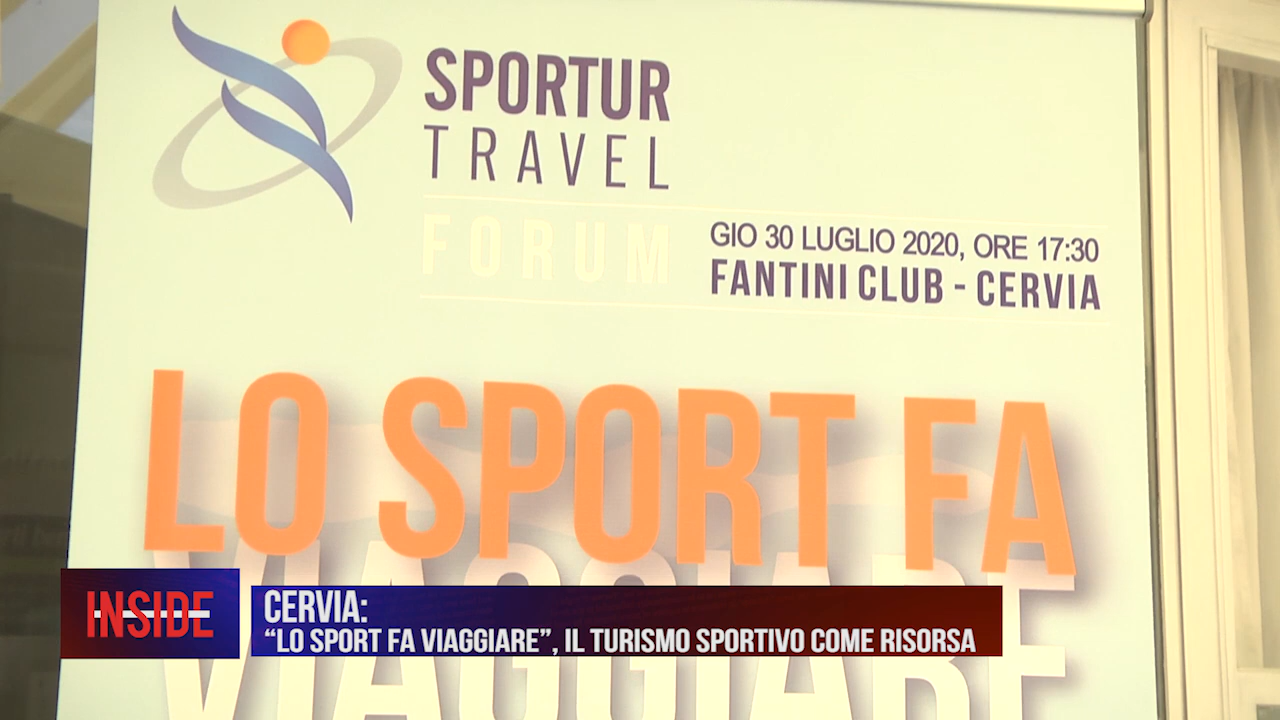 SPORTUR
TRAVEL
FORUM
GIO 30 LUGLIO 2020, ORE 17:30
FANTINI CLUB - CERVIA
LO SPORT FA
VIAGGIARE
INSIDE
CERVIA:
“LO SPORT FA VIAGGIARE”, IL TURISMO SPORTIVO COME RISORSA